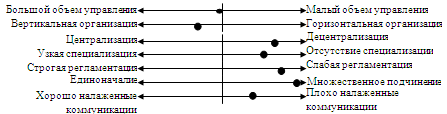 Большой объем управления Малый объем управления
Вертикальная организация Горизонтальная организация
Централизация Децентрализация
Узкая специализация Отсутствие специализации
Строгая регламентация Слабая регламентация
Единоначалие Множественное подчинение
Хорошо налаженные Плохо налаженные
коммуникации коммуникации